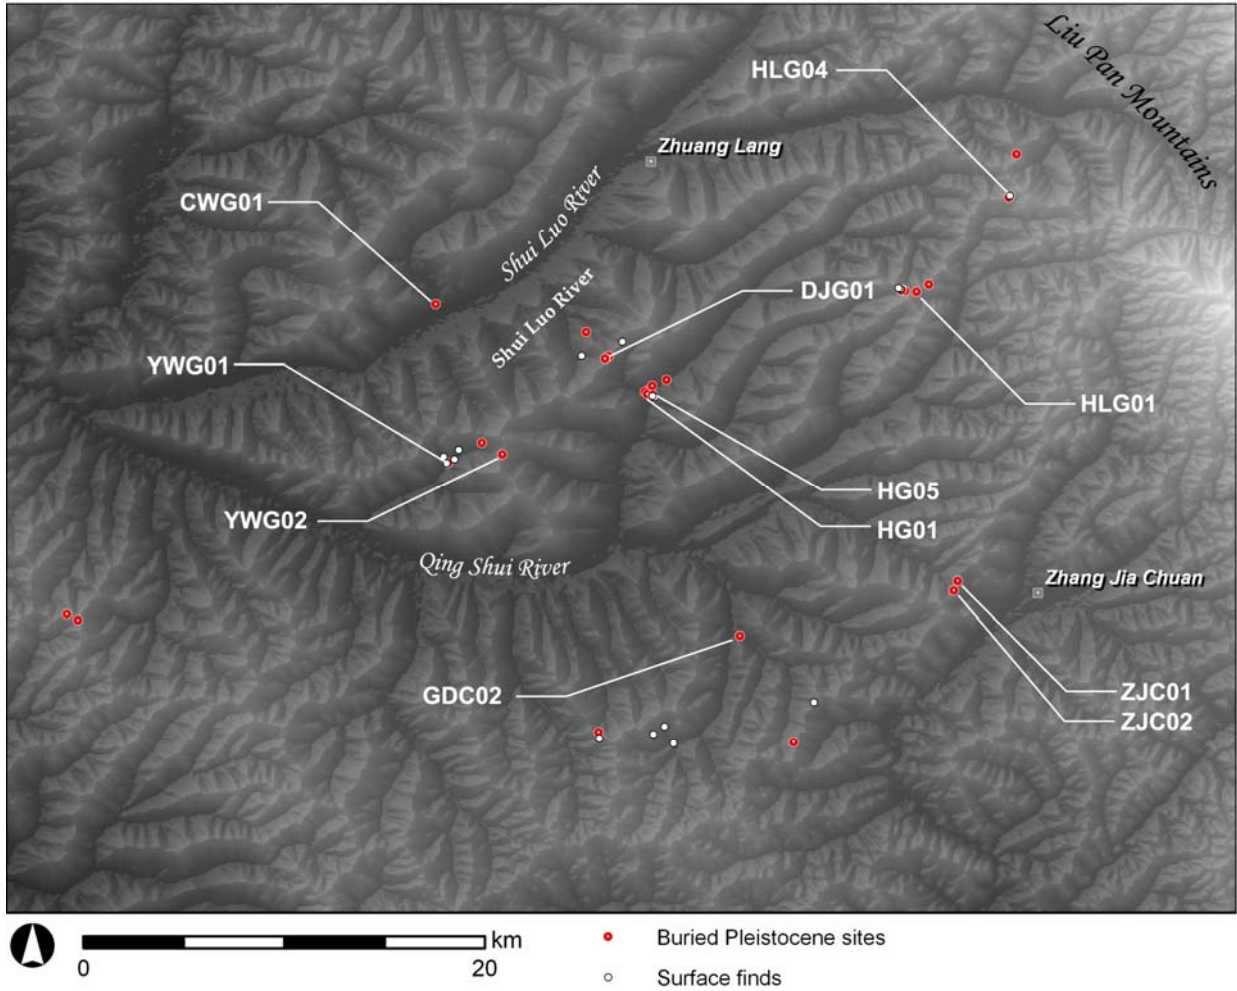 Liu Pan Mountains
HLG04
Zhuang Lang
CWG01
Shui Luo River
Shui Luo River
DJG01
YWG01
HLG01
HG05
YWG02
HG01
Qing Shui River
Zhang Jia Chuan
GDC02
ZJC01
ZJC02
km
0
20
Buried Pleistocene sites
Surface finds